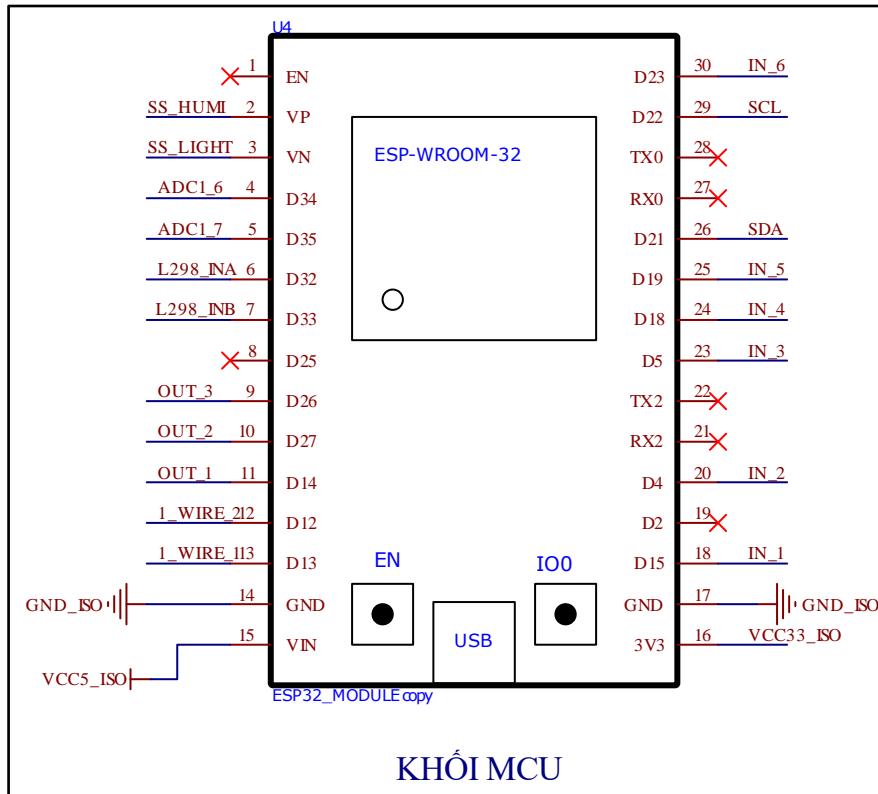 U4
1 EN
SS_HUMI 2 VP
SS_LIGHT 3 VN
ADC1_6 4 D34
ADC1_7 5 D35
L298_INA 6 D32
L298_INB 7 D33
8 D25
OUT_3 9 D26
OUT_2 10 D27
OUT_1 11 D14
1_WIRE_2 12 D12
1_WIRE_1 13 D13
GND_ISO 14 GND
15 VIN
VCC5_ISO
ESP-WROOM-32
EN
IO0
USB
D23 30 IN_6
D22 29 SCL
TX0 28
RX0 27
D21 26 SDA
D19 25 IN_5
D18 24 IN_4
D5 23 IN_3
TX2 22
RX2 21
D4 20 IN_2
D2 19
D15 18 IN_1
GND 17 GND_ISO
3V3 16 VCC33_ISO
ESP32_MODULE copy
KHỐI MCU